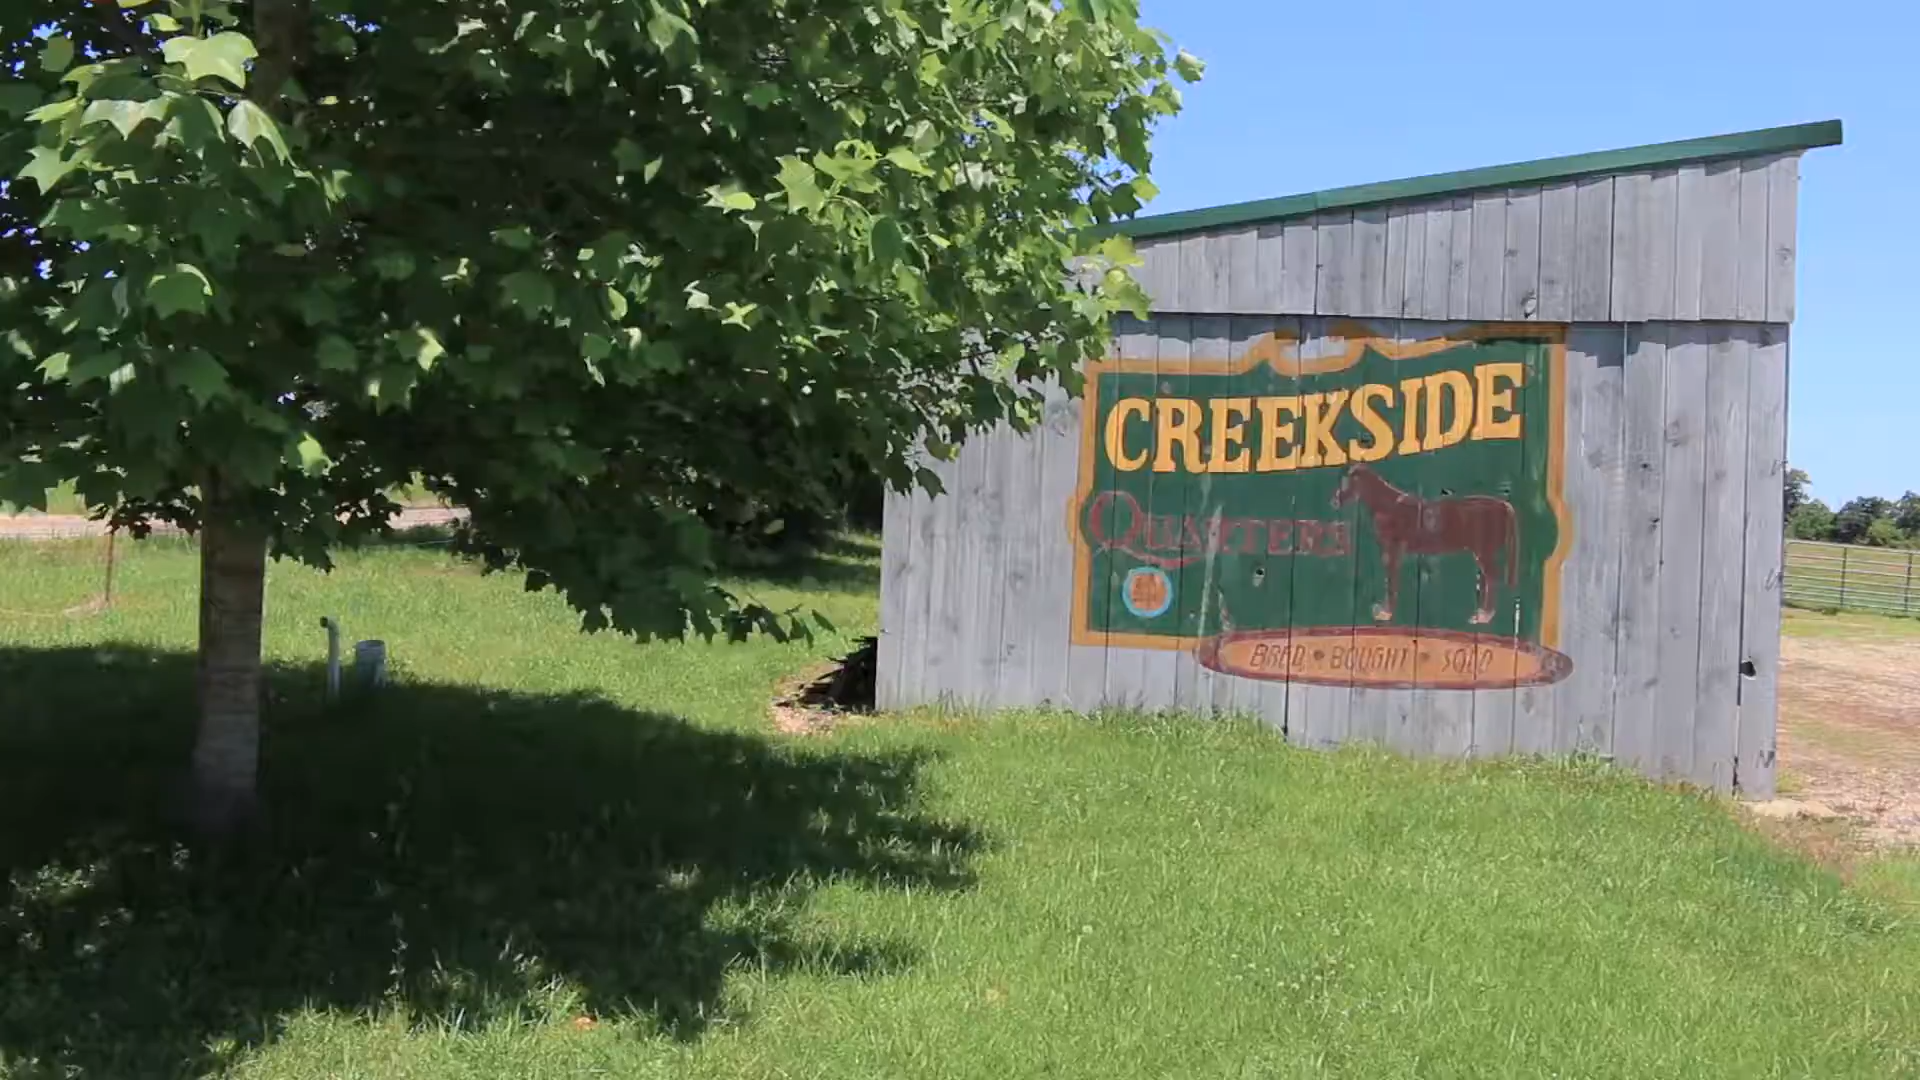 CREEKSIDE
QUARTERS
BRED • BOUGHT • SOLD